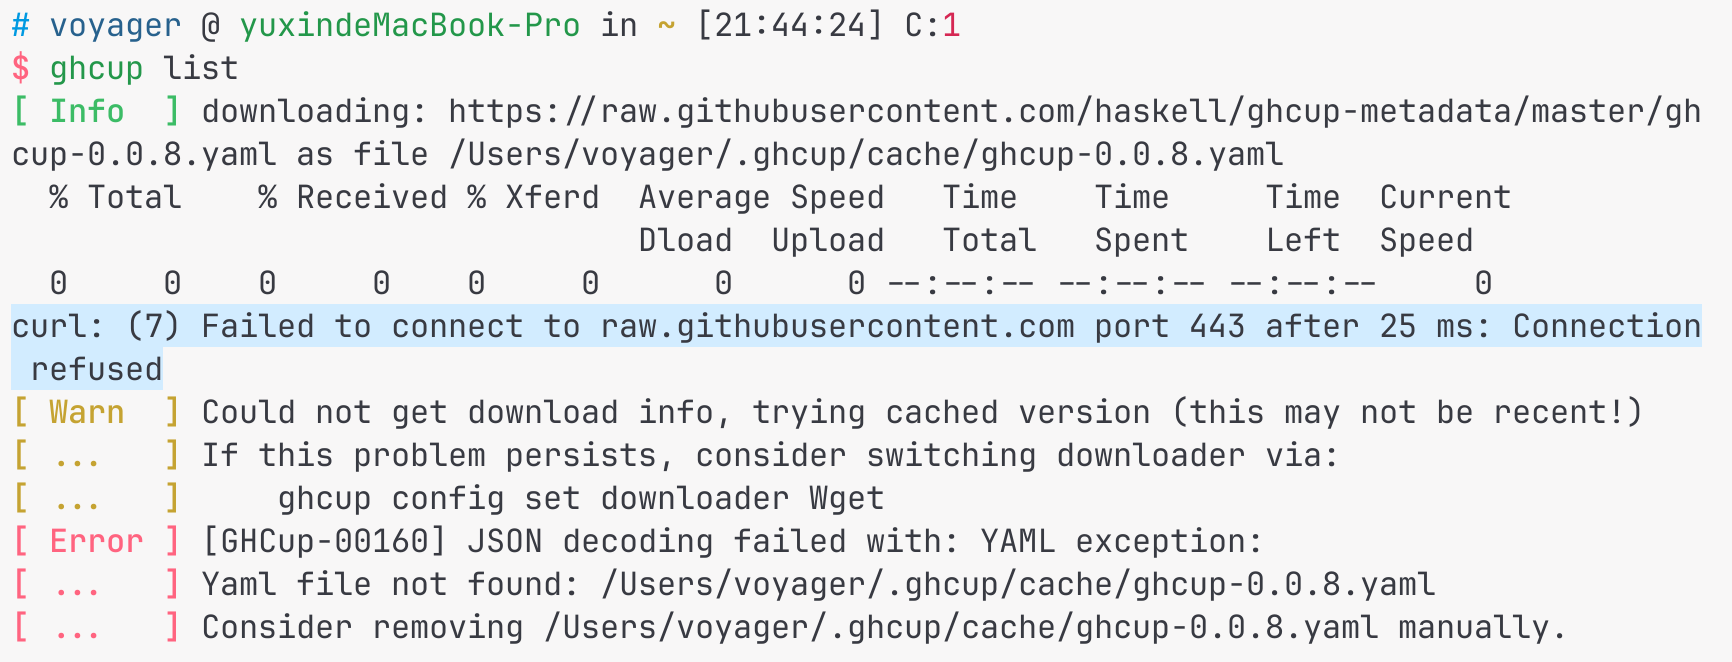 # voyager @ yuxindeMacBook-Pro in ~ [21:44:24] C:1
$ ghcup list
[ Info  ] downloading: https://raw.githubusercontent.com/haskell/ghcup-metadata/master/gh
cup-0.0.8.yaml as file /Users/voyager/.ghcup/cache/ghcup-0.0.8.yaml
  % Total    % Received % Xferd  Average Speed   Time    Time     Time  Current
                                 Dload  Upload   Total   Spent    Left  Speed
  0     0    0     0    0     0      0      0 --:--:-- --:--:-- --:--:--     0
curl: (7) Failed to connect to raw.githubusercontent.com port 443 after 25 ms: Connection
 refused
[ Warn  ] Could not get download info, trying cached version (this may not be recent!)
[ ...   ] If this problem persists, consider switching downloader via:
[ ...   ]     ghcup config set downloader Wget
[ Error ] [GHCup-00160] JSON decoding failed with: YAML exception:
[ ...   ] Yaml file not found: /Users/voyager/.ghcup/cache/ghcup-0.0.8.yaml
[ ...   ] Consider removing /Users/voyager/.ghcup/cache/ghcup-0.0.8.yaml manually.